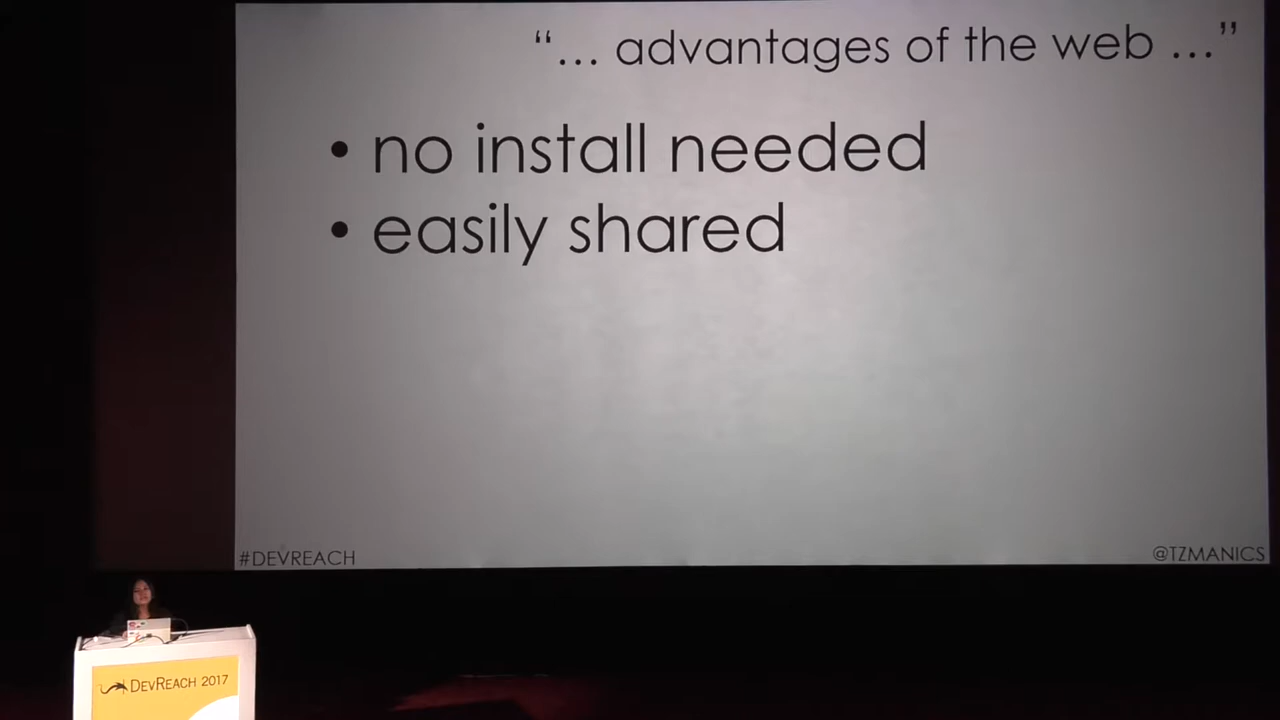 “... advantages of the web ...”
• no install needed
• easily shared
#DEVREACH
@TZMANICS
DEVREACH 2017